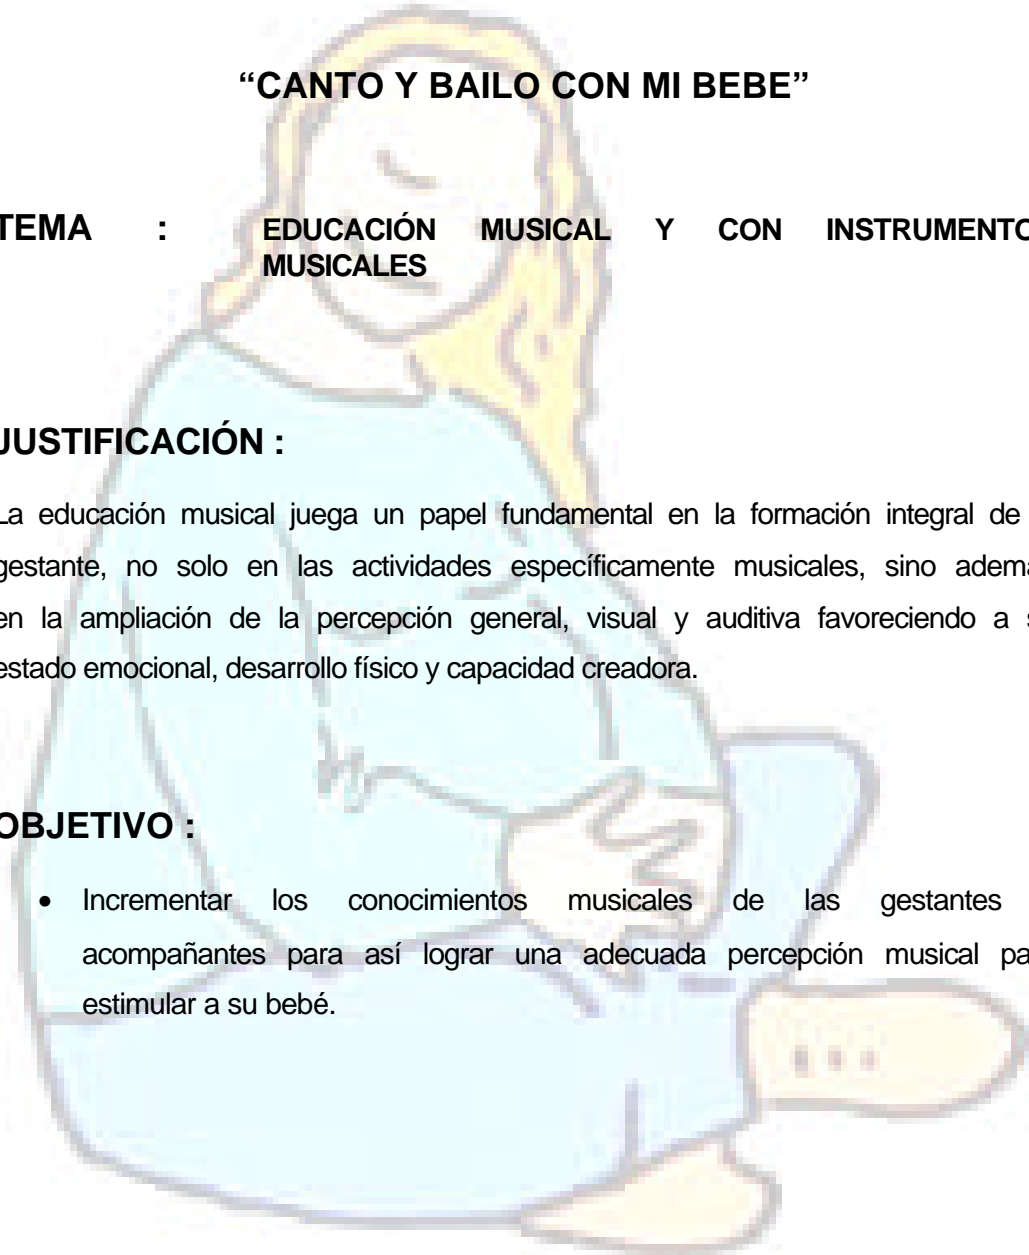 “CANTO Y BAILO CON MI BEBE”
TEMA : EDUCACIÓN MUSICAL Y CON INSTRUMENTO
MUSICALES
JUSTIFICACIÓN :
La educación musical juega un papel fundamental en la formación integral de
gestante, no solo en las actividades específicamente musicales, sino ademá
en la ampliación de la percepción general, visual y auditiva favoreciendo a s
estado emocional, desarrollo físico y capacidad creadora.
OBJETIVO :
• Incrementar los conocimientos musicales de las gestantes
acompañantes para así lograr una adecuada percepción musical pa
estimular a su bebé.